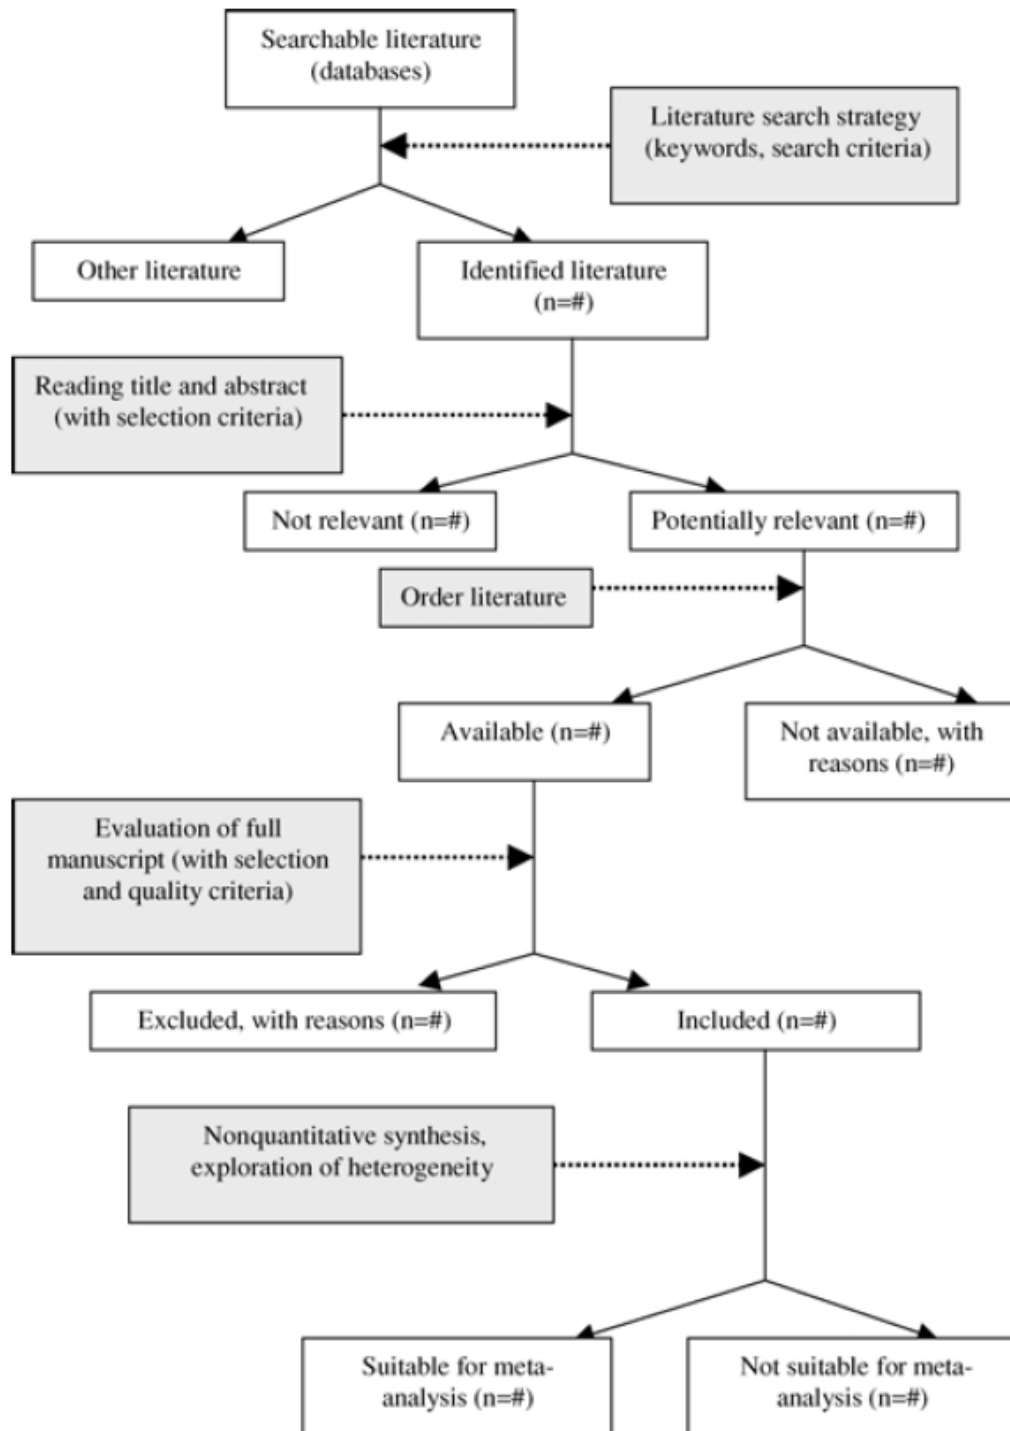 Searchable literature
(databases)
Literature search strategy
(keywords, search criteria)
Other literature
Identified literature
(n=#)
Reading title and abstract
(with selection criteria)
Not relevant (n=#)
Potentially relevant (n=#)
Order literature
Available (n=#)
Not available, with
reasons (n=#)
Evaluation of full
manuscript (with selection
and quality criteria)
Excluded, with reasons (n=#)
Included (n=#)
Nonquantitative synthesis,
exploration of heterogeneity
Suitable for meta-
analysis (n=#)
Not suitable for meta-
analysis (n=#)